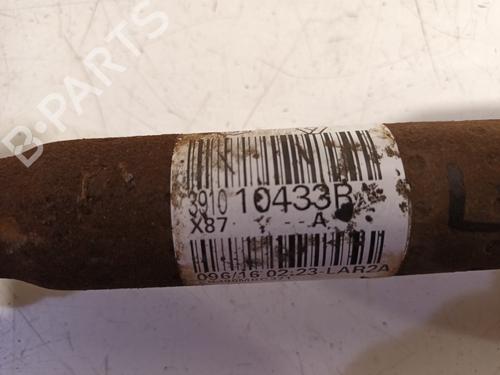 B-PARTS
3910 10433R
X87 - - A
096/16 02-23-LAR2A